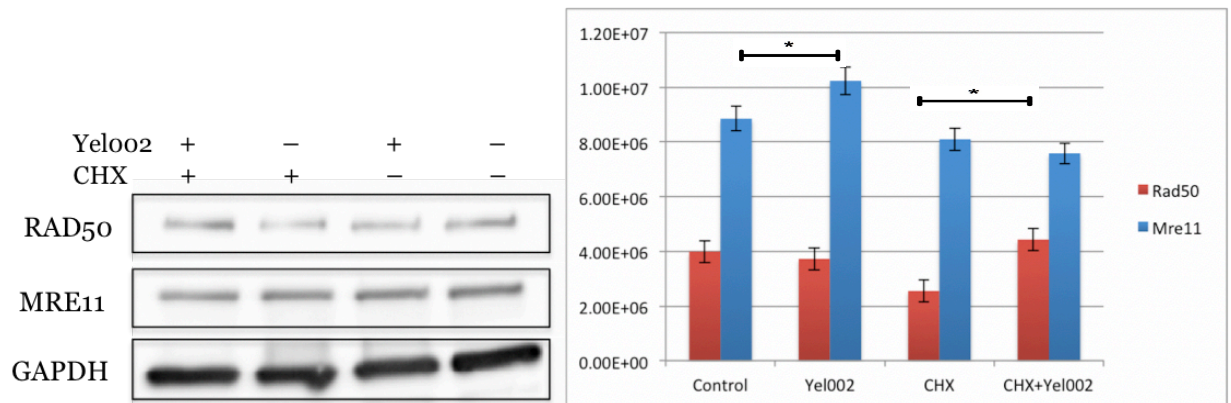 Yel002 + − + −
CHX + + − −
RAD50
MRE11
GAPDH
1.20E+07
1.00E+07
8.00E+06
6.00E+06
4.00E+06
2.00E+06
0.00E+00
*
*
Control Yel002 CHX CHX+Yel002
Rad50
Mre11